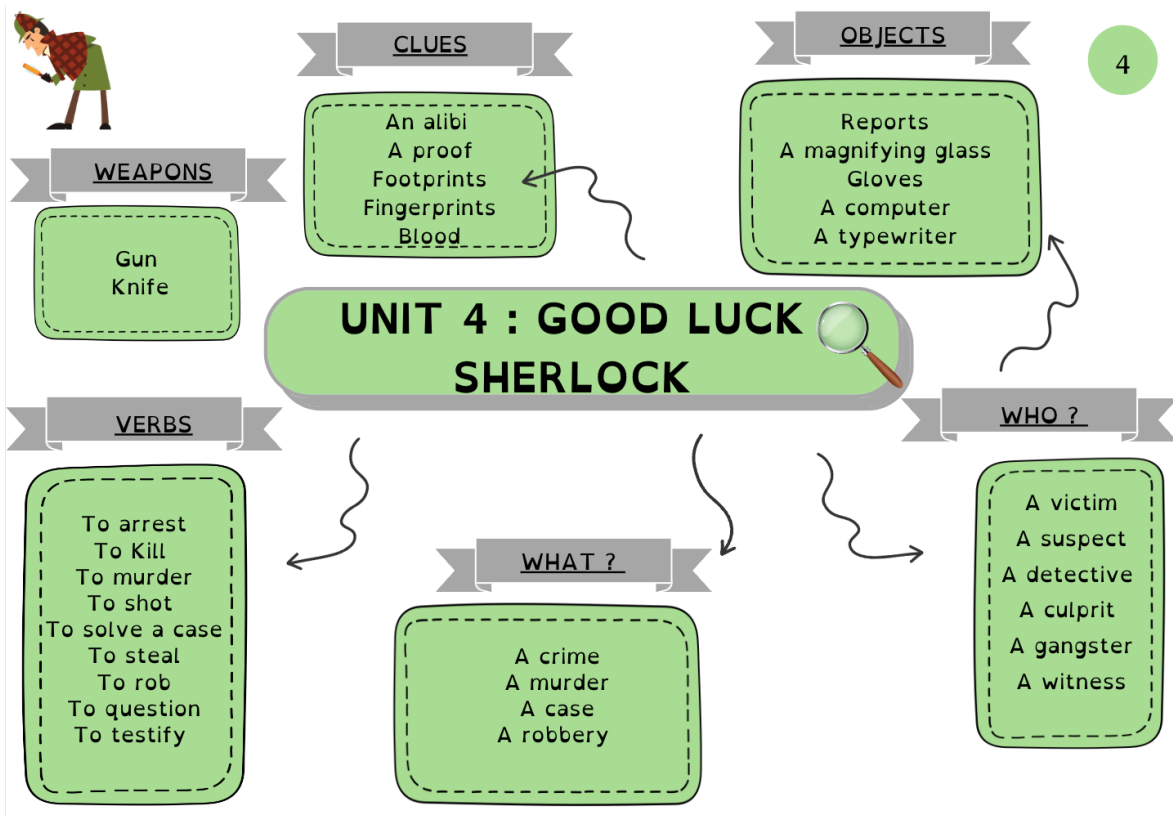 CLUES
An alibi
A proof
Footprints
Fingerprints
Blood
OBJECTS
Reports
A magnifying glass
Gloves
A computer
A typewriter
4
WEAPONS
Gun
Knife
UNIT 4 : GOOD LUCK
SHERLOCK
VERBS
To arrest
To Kill
To murder
To shot
To solve a case
To steal
To rob
To question
To testify
WHAT ?
A crime
A murder
A case
A robbery
WHO ?
A victim
A suspect
A detective
A culprit
A gangster
A witness